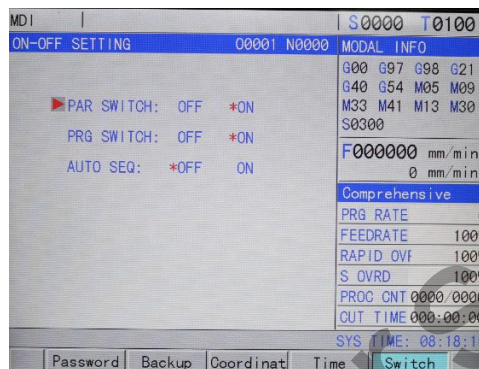 MDI
S0000 T0100
ON-OFF SETTING O0001 N0000
MODAL INFO
G00 G97 G98 G21
G40 G54 M05 M09
M33 M41 M13 M30
S0300
PAR SWITCH: OFF *ON
PRG SWITCH: OFF *ON
AUTO SEQ: *OFF ON
F000000 mm/min
0 mm/min
Comprehensive
PRG RATE
FEEDRATE 100
RAPID OVF 100
S OVRD 100
PROC CNT 0000/000
CUT TIME 000:00:0
SYS TIME: 08:18:1
Password Backup Coordinat Time Switch